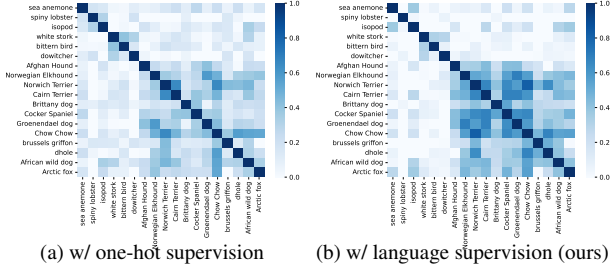 sea anemone
spiny lobster
isopod
white stork
bittern bird
dowitcher
Afghan Hound
Norwegian Elkhound
Norwich Terrier
Cairn Terrier
Brittany dog
Cocker Spaniel
Groenendael dog
Chow Chow
brussels griffon
dhole
African wild dog
Arctic fox
sea anemone
spiny lobster
isopod
white stork
bittern bird
dowitcher
Afghan Hound
Norwegian Elkhound
Norwich Terrier
Cairn Terrier
Brittany dog
Cocker Spaniel
Groenendael dog
Chow Chow
brussels griffon
dhole
African wild dog
Arctic fox
1.0
0.8
0.6
0.4
0.2
0.0
(a) w/ one-hot supervision
sea anemone
spiny lobster
isopod
white stork
bittern bird
dowitcher
Afghan Hound
Norwegian Elkhound
Norwich Terrier
Cairn Terrier
Brittany dog
Cocker Spaniel
Groenendael dog
Chow Chow
brussels griffon
dhole
African wild dog
Arctic fox
sea anemone
spiny lobster
isopod
white stork
bittern bird
dowitcher
Afghan Hound
Norwegian Elkhound
Norwich Terrier
Cairn Terrier
Brittany dog
Cocker Spaniel
Groenendael dog
Chow Chow
brussels griffon
dhole
African wild dog
Arctic fox
1.0
0.8
0.6
0.4
0.2
0.0
(b) w/ language supervision (ours)